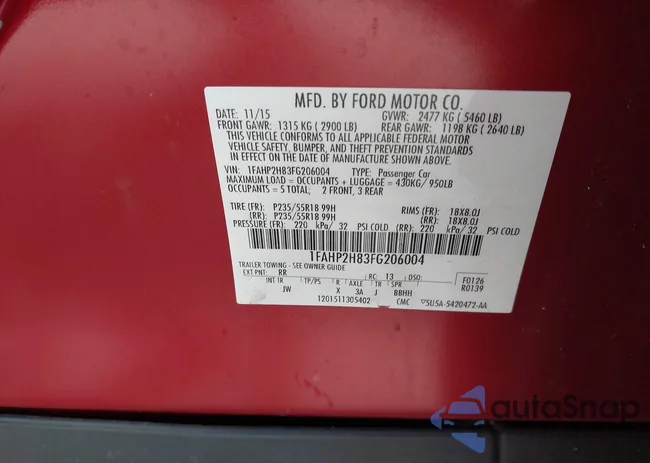 MFD. BY FORD MOTOR CO.
DATE: 11/15 GVWR: 2477 KG ( 5460 LB)
FRONT GAWR: 1315 KG ( 2900 LB) REAR GAWR: 1198 KG ( 2640 LB)
THIS VEHICLE CONFORMS TO ALL APPLICABLE FEDERAL MOTOR
VEHICLE SAFETY, BUMPER, AND THEFT PREVENTION STANDARDS
IN EFFECT ON THE DATE OF MANUFACTURE SHOWN ABOVE.
VIN: 1FAHP2H83FG206004 TYPE: Passenger Car
MAXIMUM LOAD = OCCUPANTS + LUGGAGE = 430KG/ 950LB
OCCUPANTS = 5 TOTAL; 2 FRONT, 3 REAR
TIRE (FR): P235/55R18 99H RIMS (FR): 18X8.0J
(RR): P235/55R18 99H (RR): 18X8.0J
PRESSURE (FR): 220 kPa/ 32 PSI COLD (RR): 220 kPa/ 32 PSI COLD
1FAHP2H83FG206004
TRAILER TOWING - SEE OWNER GUIDE
EXT PNT: RR RC: 13 DSO: F0126
INT TR TP/PS R AXLE TR SPR R0139
JW X 3A J BBHH
1201511305402 CMC 5U5A-5420472-AA
autoSnap